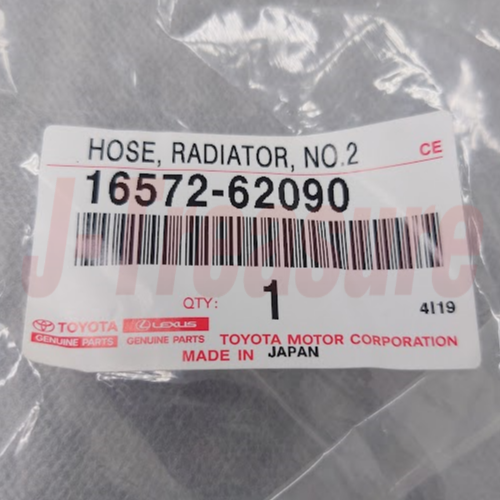 HOSE, RADIATOR, NO.2 CE
16572-62090
J-Treasure
QTY: 1 4I19
TOYOTA LEXUS
GENUINE PARTS GENUINE PARTS TOYOTA MOTOR CORPORATION
MADE IN JAPAN